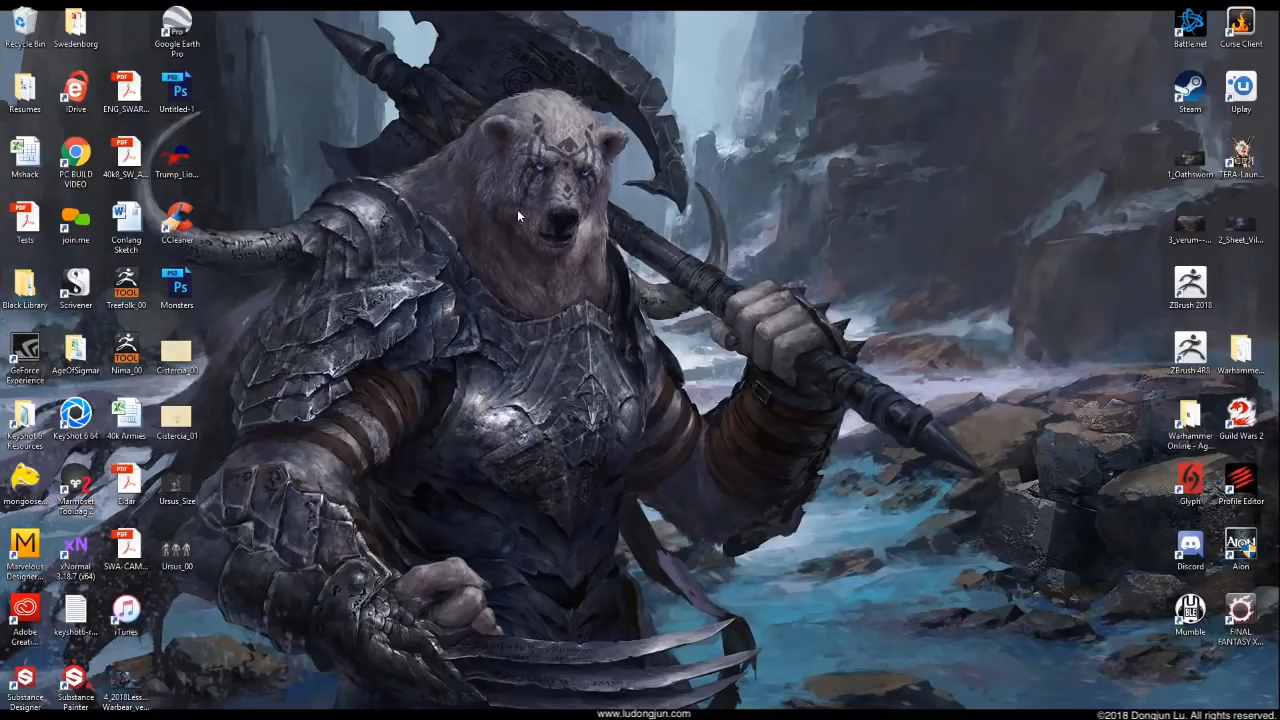 Recycle Bin
Swedenborg
Google Earth
Pro
Resumes
iDrive
ENG_SWAR...
Untitled-1
Mshack
PC BUILD
VIDEO
40k8_SW_A...
Trump_Lio...
Tests
join.me
Conlang
Sketch
CCleaner
Black Library
Scrivener
Treefolk_00
Monsters
GeForce
Experience
AgeOfSigmar
Nima_00
Cistercia_00
KeyShot 6
Resources
KeyShot 6 64
40k Armies
Cistercia_01
mongoose...
Marmoset
Toolbag 2
Eldar
Ursus_Size
Marvelous
Designer...
xNormal
3.18.7 (x64)
SWA-CAM...
Ursus_00
Adobe
Creati...
keyshot6-r...
iTunes
Substance
Designer
Substance
Painter
4_2018Less...
Warbear_ve...
Battle.net
Curse Client
Steam
Uplay
1_Oathsworn
TERA-Laun...
3_verum--...
2_Sheet_Vil...
ZBrush 2018
ZBrush 4R8
Warhamme...
Warhammer
Online - Ag...
Guild Wars 2
Glyph
Profile Editor
Discord
Aion
Mumble
FINAL
FANTASY X...
www.ludongjun.com
©2018 Donqjun Lu. All rights reserved.